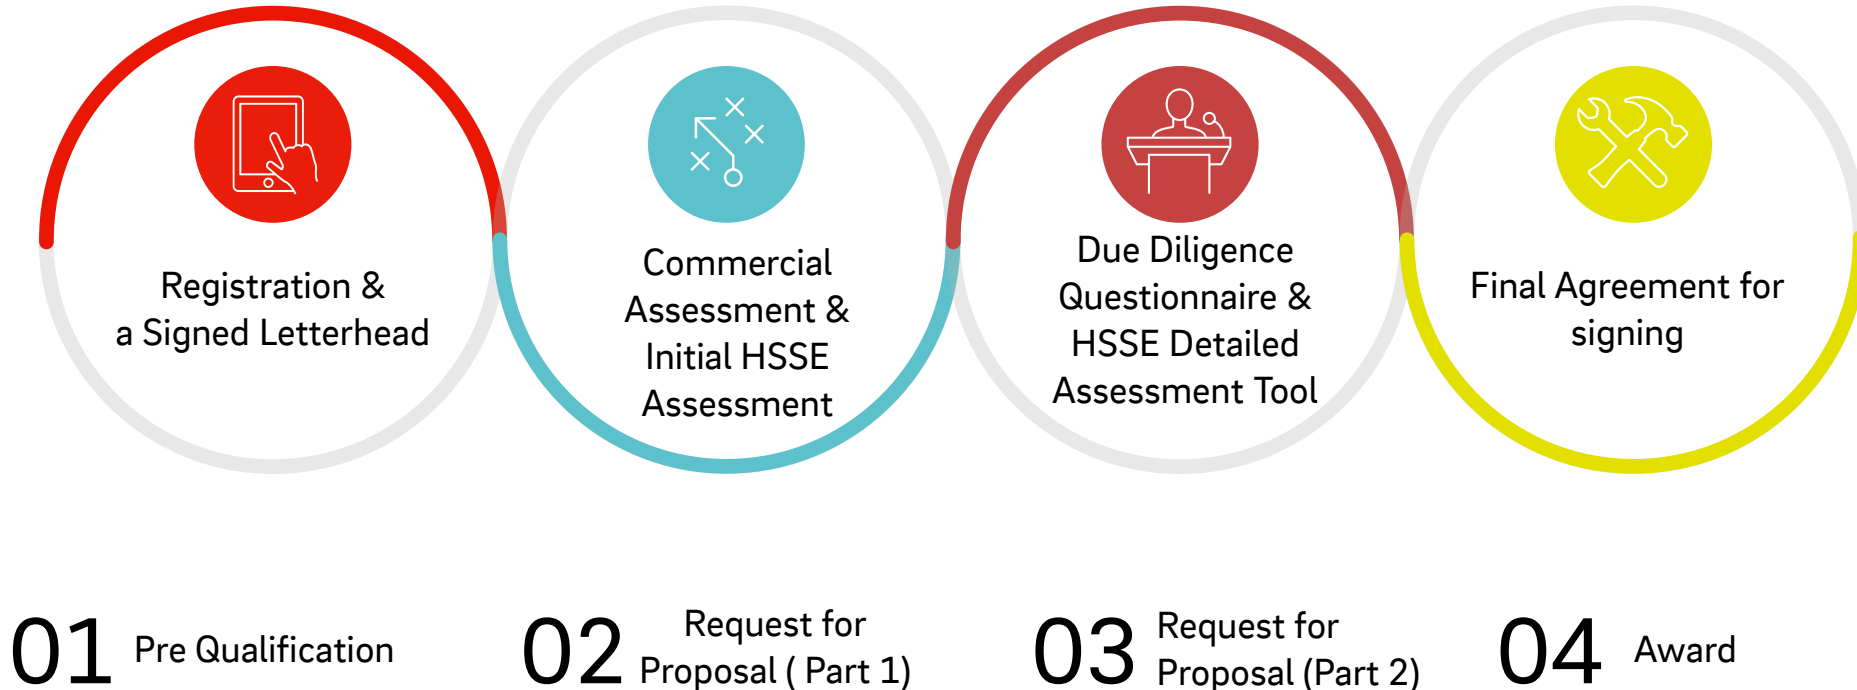 Registration &
a Signed Letterhead
Commercial
Assessment &
Initial HSSE
Assessment
Due Diligence
Questionnaire &
HSSE Detailed
Assessment Tool
Final Agreement for
signing
01 Pre Qualification
02 Request for
Proposal ( Part 1)
03 Request for
Proposal (Part 2)
04 Award